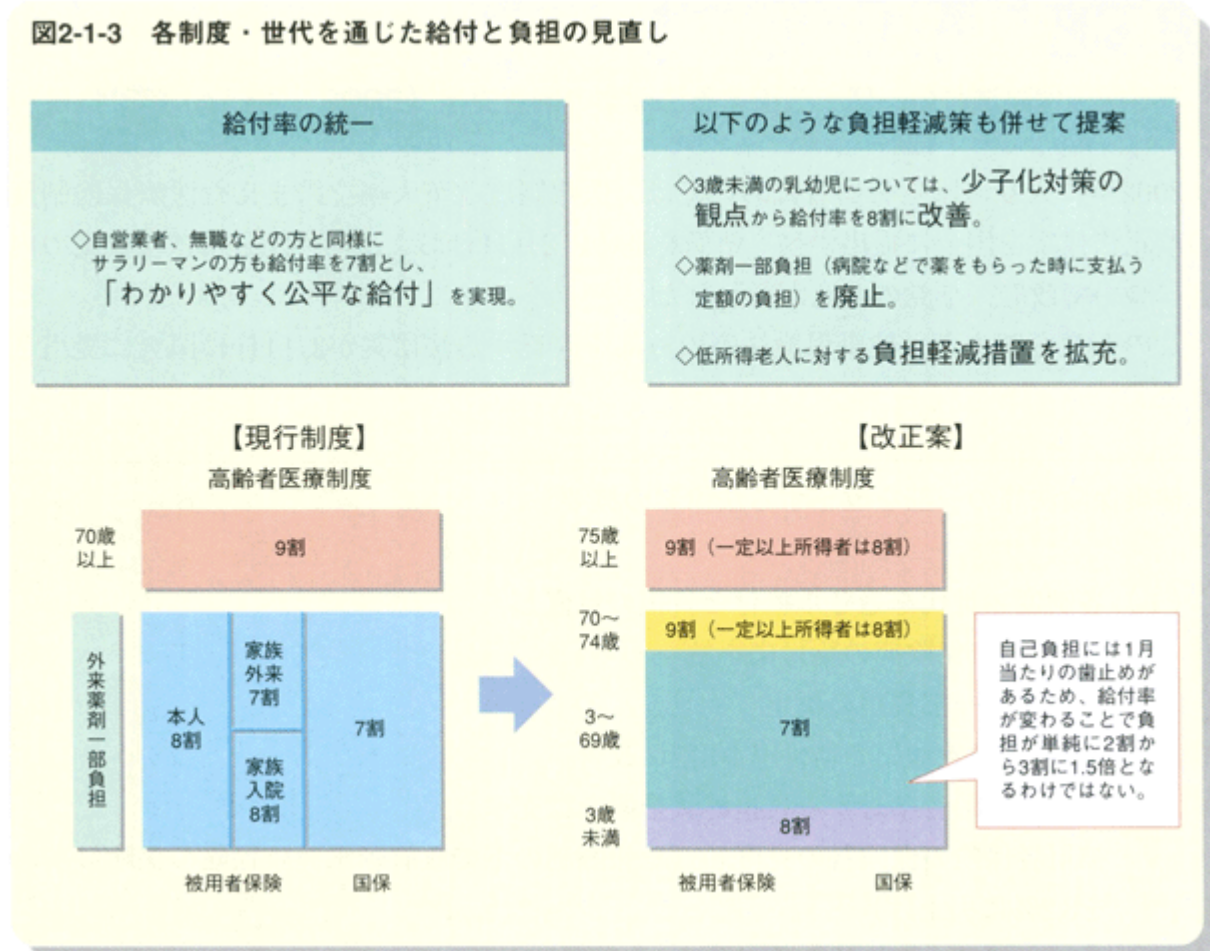 図2-1-3 各制度・世代を通じた給付と負担の見直し
給付率の統一
◇自営業者、無職などの方と同様に
サラリーマンの方も給付率を7割とし、
「わかりやすく公平な給付」を実現。
以下のような負担軽減策も併せて提案
◇3歳未満の乳幼児については、少子化対策の
観点から給付率を8割に改善。
◇薬剤一部負担（病院などで薬をもらった時に支払う
定額の負担）を廃止。
◇低所得老人に対する負担軽減措置を拡充。
【現行制度】
高齢者医療制度
70歳
以上
9割
外来薬剤一部負担
本人
8割
家族
外来
7割
家族
入院
8割
7割
被用者保険
国保
【改正案】
高齢者医療制度
75歳
以上
9割（一定以上所得者は8割）
70～
74歳
9割（一定以上所得者は8割）
3～
69歳
7割
3歳
未満
8割
被用者保険
国保
自己負担には1月
当たりの歯止めが
あるため、給付率
が変わることで負
担が単純に2割か
ら3割に1.5倍とな
るわけではない。